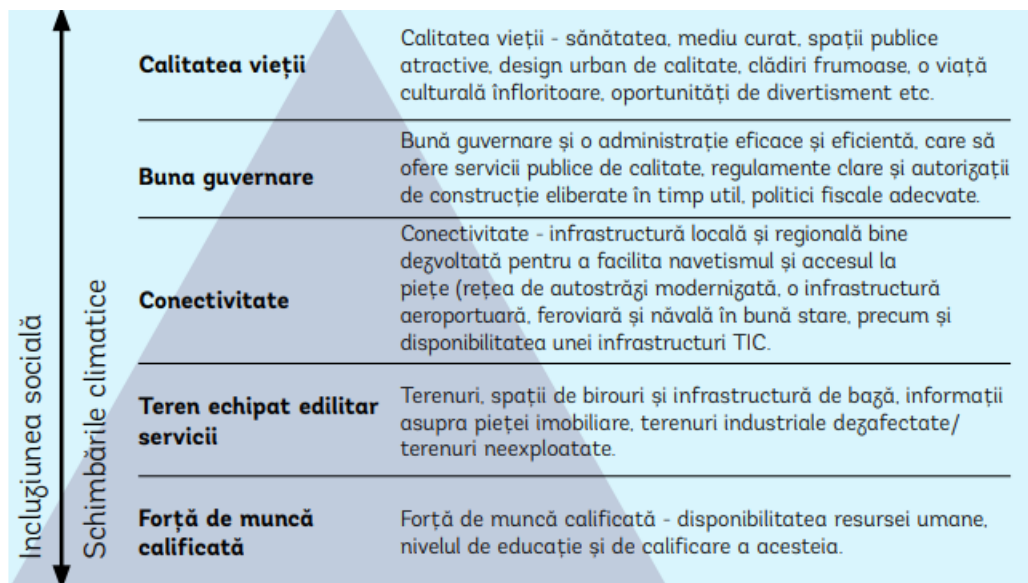 Calitatea vieții
Calitatea vieții - sănătatea, mediu curat, spații publice
atractive, design urban de calitate, clădiri frumoase, o viață
culturală înfloritoare, oportunități de divertisment etc.
Buna guvernare
Bună guvernare și o administrație eficace și eficientă, care să
ofere servicii publice de calitate, regulamente clare și autorizații
de construcție eliberate în timp util, politici fiscale adecvate.
Conectivitate
Conectivitate - infrastructură locală și regională bine
dezvoltată pentru a facilita navetismul și accesul la
piețe (rețea de autostrăzi modernizată, o infrastructură
aeroportuară, feroviară și năvală în bună stare, precum și
disponibilitatea unei infrastructuri TIC.
Teren echipat edilitar
servicii
Terenuri, spații de birouri și infrastructură de bază, informații
asupra pieței imobiliare, terenuri industriale dezafectate/
terenuri neexploatate.
Forță de muncă
calificată
Forță de muncă calificată - disponibilitatea resursei umane,
nivelul de educație și de calificare a acesteia.
Incluziunea socială
Schimbările climatice